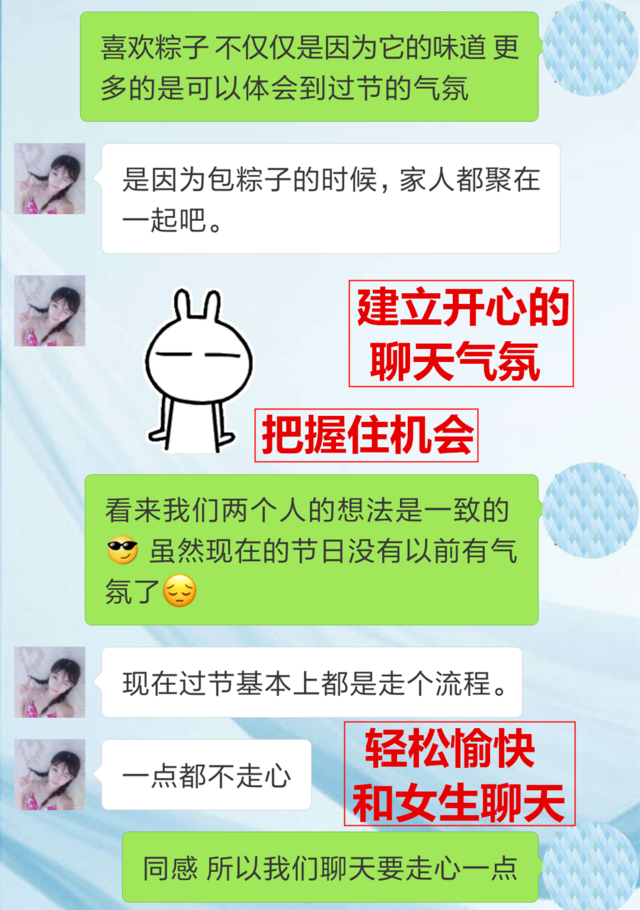 喜欢粽子 不仅仅是因为它的味道 更
多的是可以体会到过节的气氛
是因为包粽子的时候，家人都聚在
一起吧。
建立开心的
聊天气氛
把握住机会
看来我们两个人的想法是一致的
😎 虽然现在的节日没有以前有气
氛了😔
现在过节基本上都是走个流程。
一点都不走心
轻松愉快
和女生聊天
同感 所以我们聊天要走心一点